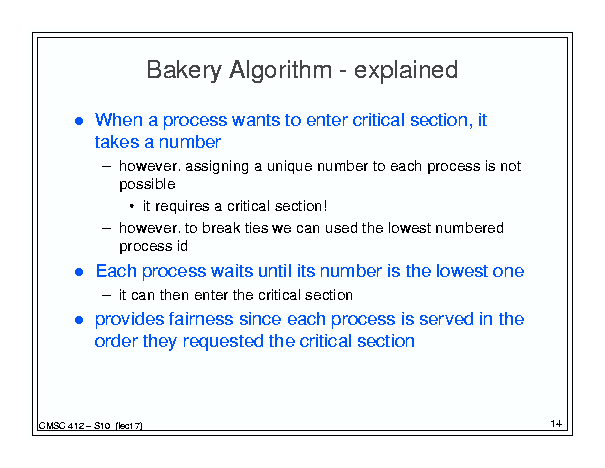 Bakery Algorithm - explained
● When a process wants to enter critical section, it
takes a number
– however, assigning a unique number to each process is not
possible
• it requires a critical section!
– however, to break ties we can used the lowest numbered
process id
● Each process waits until its number is the lowest one
– it can then enter the critical section
● provides fairness since each process is served in the
order they requested the critical section
CMSC 412 – S10 (lect 7)
14